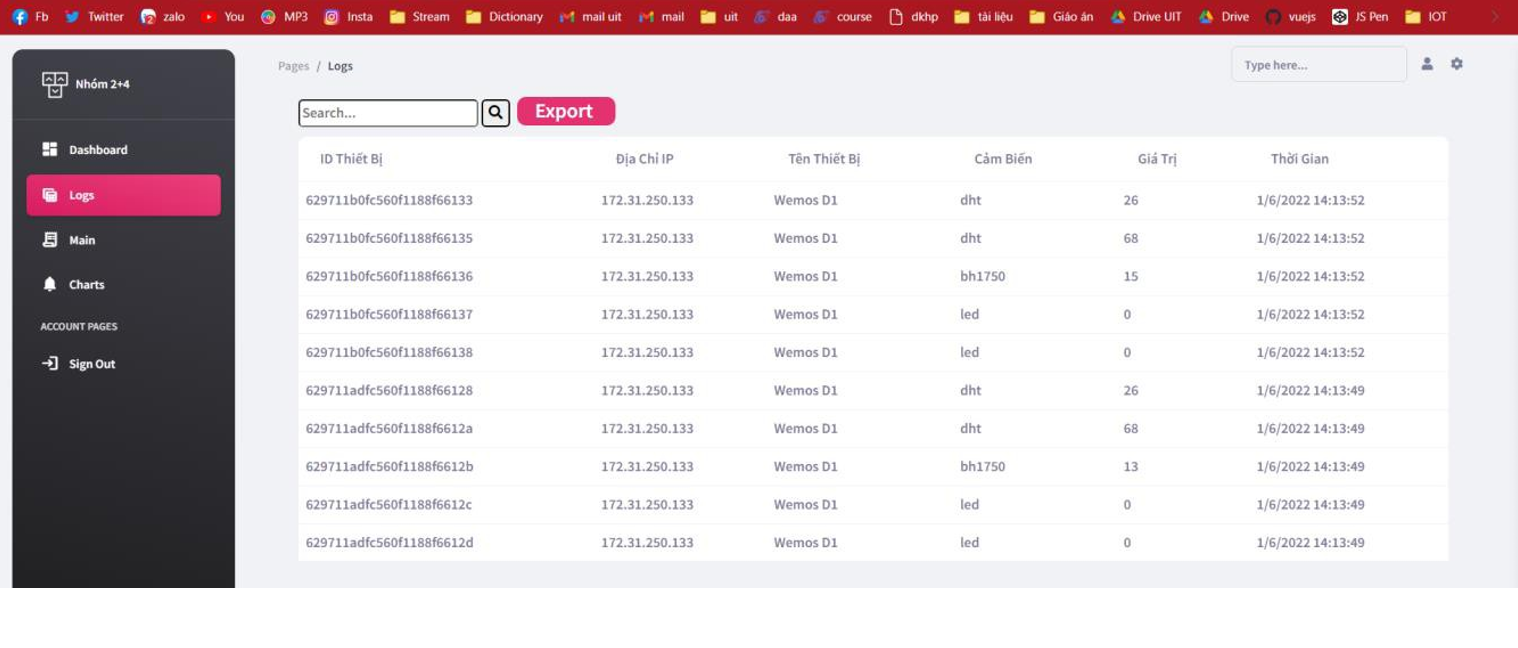 Fb Twitter zalo You MP3 Insta Stream Dictionary mail uit mail uit daa course dkhp tài liệu Giáo án Drive UIT Drive vuejs JS Pen IOT
Nhóm 2+4
Dashboard
Logs
Main
Charts
ACCOUNT PAGES
Sign Out
Pages / Logs
Type here...
Search... Export
ID Thiết Bị Địa Chỉ IP Tên Thiết Bị Cảm Biến Giá Trị Thời Gian
629711b0fc560f1188f66133 172.31.250.133 Wemos D1 dht 26 1/6/2022 14:13:52
629711b0fc560f1188f66135 172.31.250.133 Wemos D1 dht 68 1/6/2022 14:13:52
629711b0fc560f1188f66136 172.31.250.133 Wemos D1 bh1750 15 1/6/2022 14:13:52
629711b0fc560f1188f66137 172.31.250.133 Wemos D1 led 0 1/6/2022 14:13:52
629711b0fc560f1188f66138 172.31.250.133 Wemos D1 led 0 1/6/2022 14:13:52
629711adfc560f1188f66128 172.31.250.133 Wemos D1 dht 26 1/6/2022 14:13:49
629711adfc560f1188f6612a 172.31.250.133 Wemos D1 dht 68 1/6/2022 14:13:49
629711adfc560f1188f6612b 172.31.250.133 Wemos D1 bh1750 13 1/6/2022 14:13:49
629711adfc560f1188f6612c 172.31.250.133 Wemos D1 led 0 1/6/2022 14:13:49
629711adfc560f1188f6612d 172.31.250.133 Wemos D1 led 0 1/6/2022 14:13:49